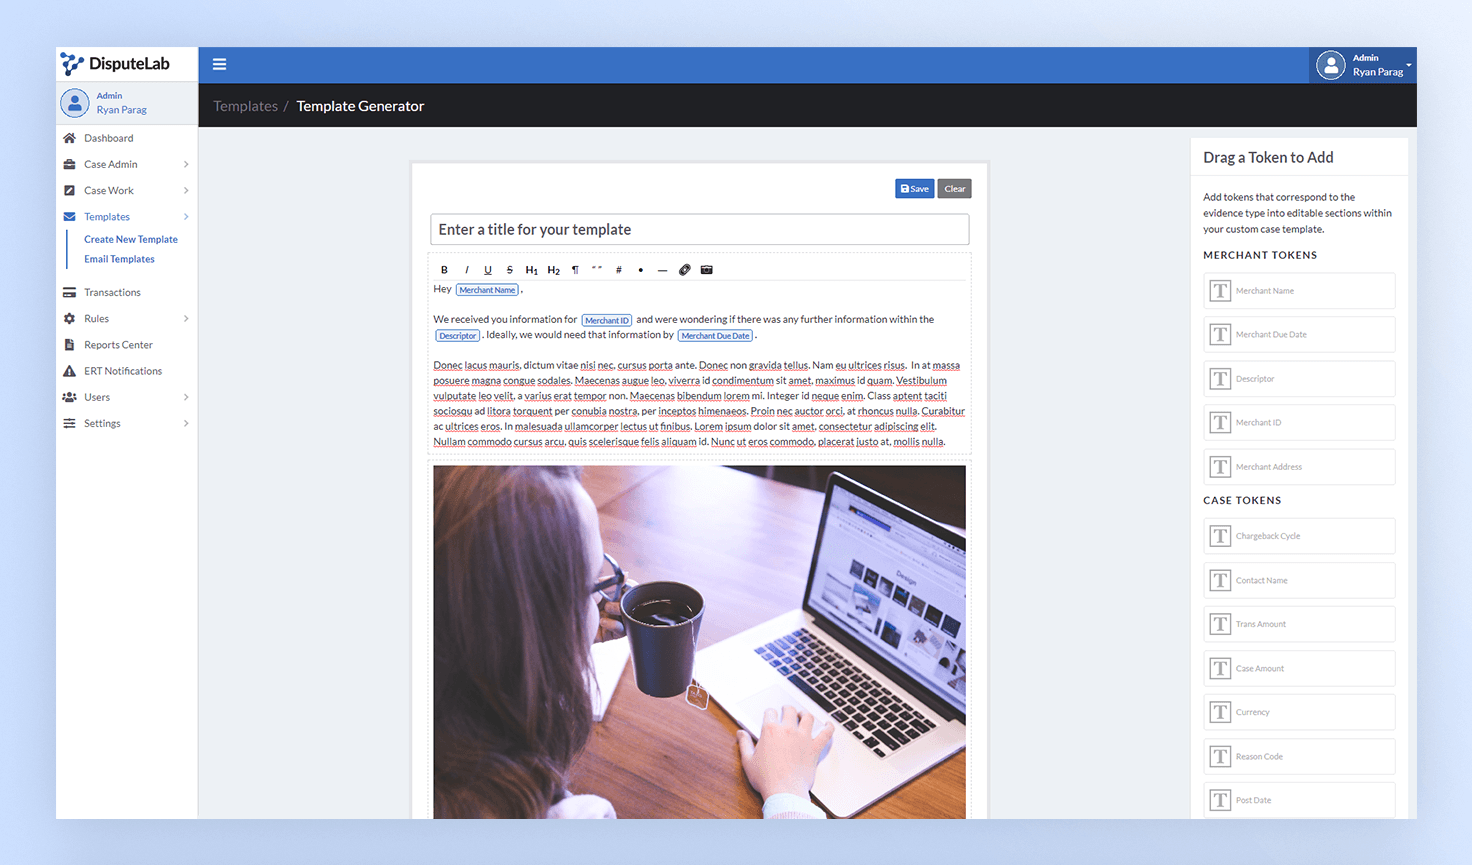 DisputeLab
Admin
Ryan Parag
Admin
Ryan Parag
Dashboard
Case Admin
Case Work
Templates
Create New Template
Email Templates
Transactions
Rules
Reports Center
ERT Notifications
Users
Settings
Templates / Template Generator
Save
Clear
Enter a title for your template
B I U S H1 H2 ¶ " " # • —
Hey Merchant Name ,
We received you information for Merchant ID and were wondering if there was any further information within the
Descriptor . Ideally, we would need that information by Merchant Due Date .
Donec lacus mauris, dictum vitae nisi nec, cursus porta ante. Donec non gravida tellus. Nam eu ultrices risus. In at massa
posuere magna congue sodales. Maecenas augue leo, viverra id condimentum sit amet, maximus id quam. Vestibulum
vulputate leo velit, a varius erat tempor non. Maecenas bibendum lorem mi. Integer id neque enim. Class aptent taciti
sociosqu ad litora torquent per conubia nostra, per inceptos himenaeos. Proin nec auctor orci, at rhoncus nulla. Curabitur
ac ultrices eros. In malesuada ullamcorper lectus ut finibus. Lorem ipsum dolor sit amet, consectetur adipiscing elit.
Nullam commodo cursus arcu, quis scelerisque felis aliquam id. Nunc ut eros commodo, placerat justo at, mollis nulla.
Design
Drag a Token to Add
Add tokens that correspond to the
evidence type into editable sections within
your custom case template.
MERCHANT TOKENS
T Merchant Name
T Merchant Due Date
T Descriptor
T Merchant ID
T Merchant Address
CASE TOKENS
T Chargeback Cycle
T Contact Name
T Trans Amount
T Case Amount
T Currency
T Reason Code
T Post Date